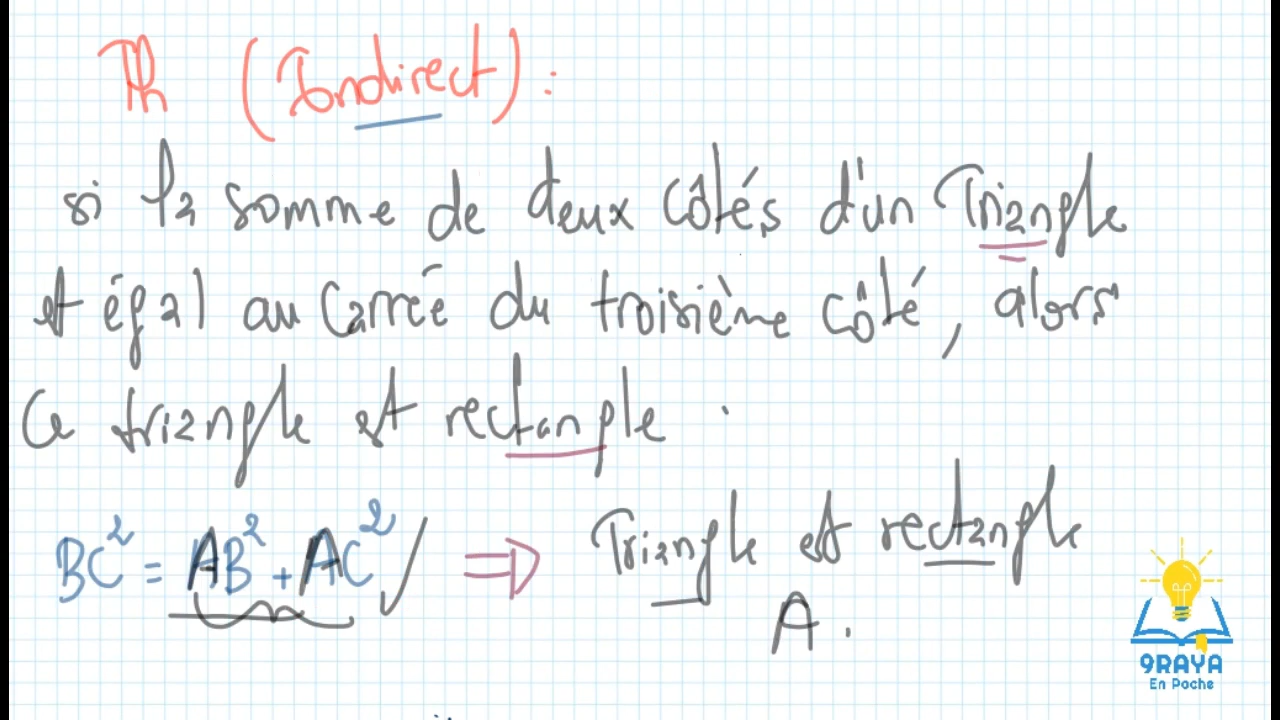 Th (Indirect) :
si la somme de deux côtés d'un Triangle
est égal au Carrée du troisième côté, alors
Ce triangle est rectangle .
BC² = AB² + AC² ✓ ⇒ Triangle est rectangle
A .
9RAYA
En Poche